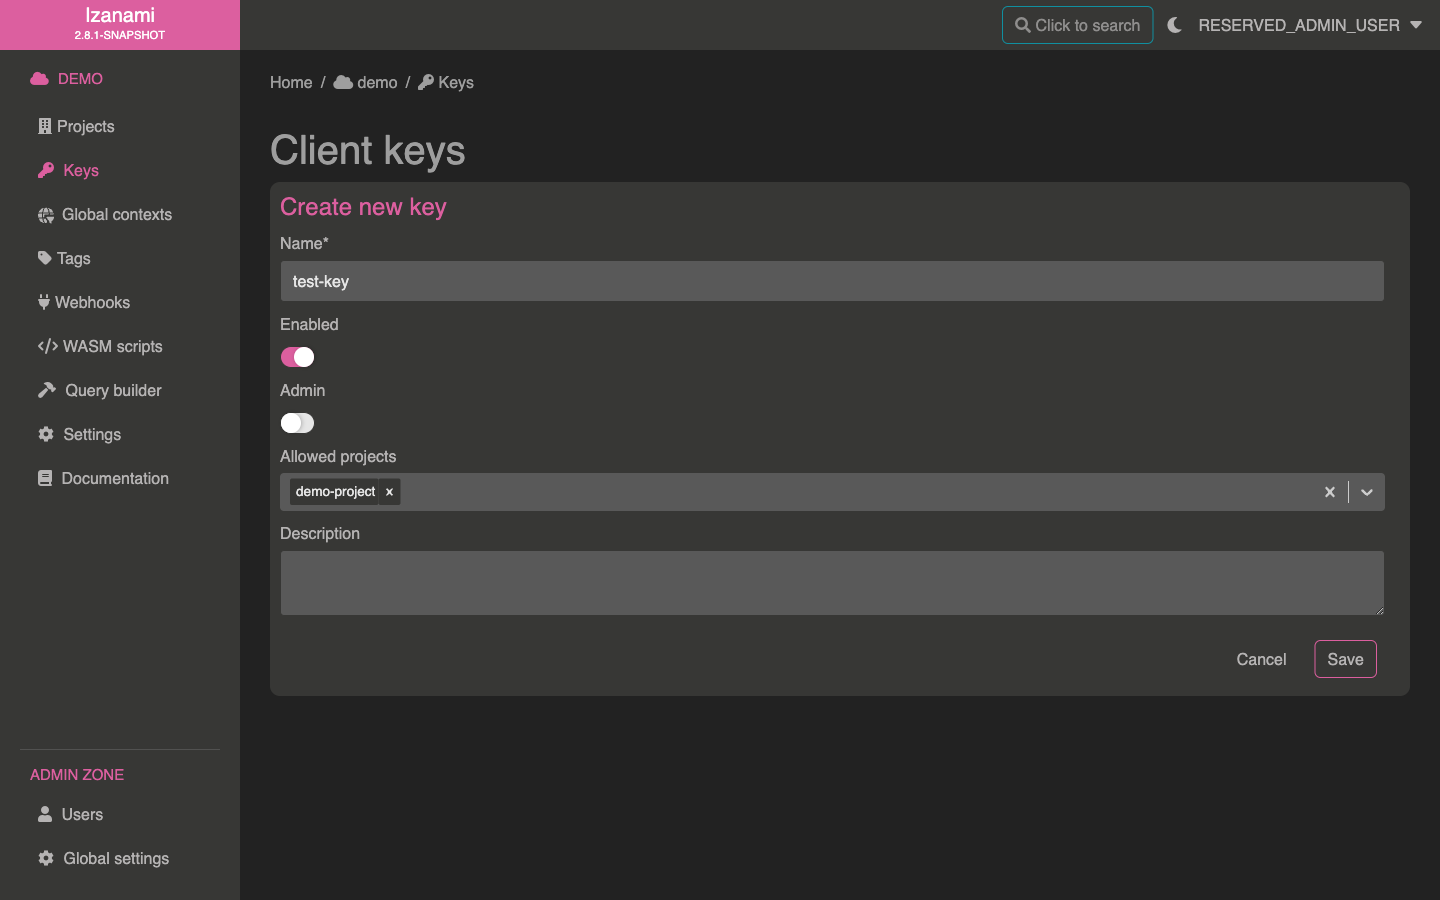 Izanami
2.8.1-SNAPSHOT
Click to search
RESERVED_ADMIN_USER
DEMO
Projects
Keys
Global contexts
Tags
Webhooks
WASM scripts
Query builder
Settings
Documentation
ADMIN ZONE
Users
Global settings
Home / demo / Keys
Client keys
Create new key
Name*
test-key
Enabled
Admin
Allowed projects
demo-project x
Description
Cancel Save